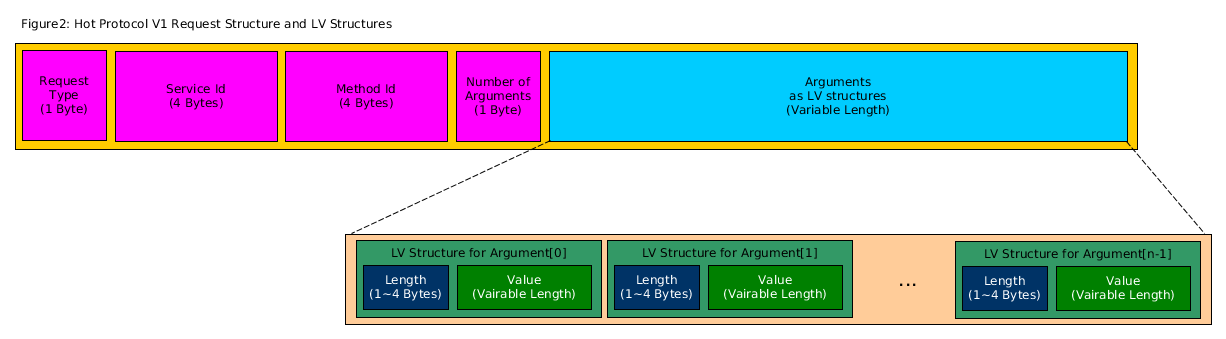 Figure2: Hot Protocol V1 Request Structure and LV Structures
Request
Type
(1 Byte)
Service Id
(4 Bytes)
Method Id
(4 Bytes)
Number of
Arguments
(1 Byte)
Arguments
as LV structures
(Variable Length)
LV Structure for Argument[0]
Length
(1~4 Bytes)
Value
(Vairable Length)
LV Structure for Argument[1]
Length
(1~4 Bytes)
Value
(Vairable Length)
...
LV Structure for Argument[n-1]
Length
(1~4 Bytes)
Value
(Vairable Length)